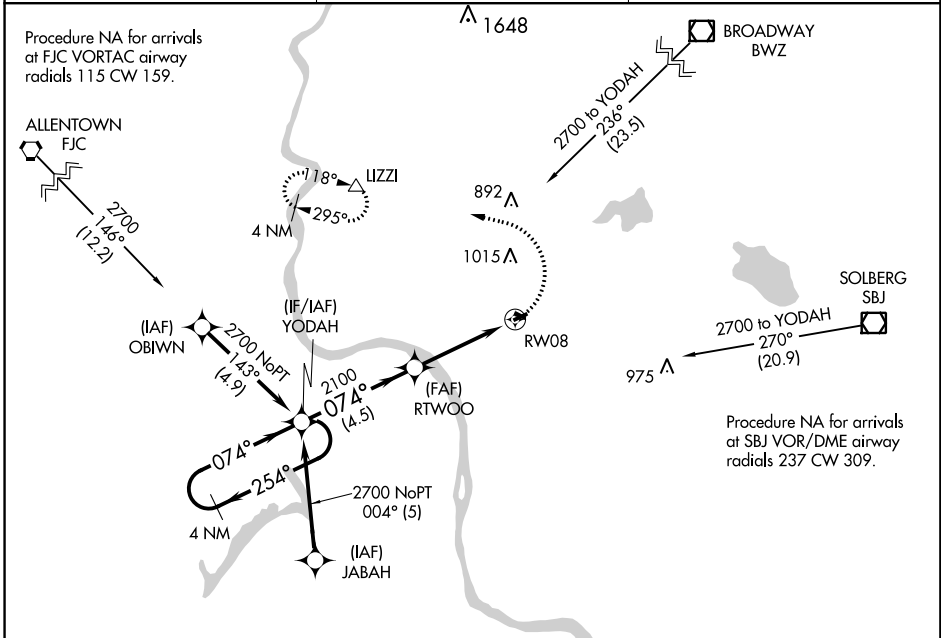 Procedure NA for arrivals
at FJC VORTAC airway
radials 115 CW 159.
1648
BROADWAY
BWZ
2700 to YODAH
236°
(23.5)
ALLENTOWN
FJC
2700
146°
(12.2)
118°
LIZZI
295°
4 NM
892
1015
(IAF)
OBIWN
2700 NoPT
143°
(4.9)
(IF/IAF)
YODAH
2100
074°
(4.5)
(FAF)
RTWOO
RW08
SOLBERG
SBJ
2700 to YODAH
270°
(20.9)
975
Procedure NA for arrivals
at SBJ VOR/DME airway
radials 237 CW 309.
074°
254°
4 NM
2700 NoPT
004° (5)
(IAF)
JABAH